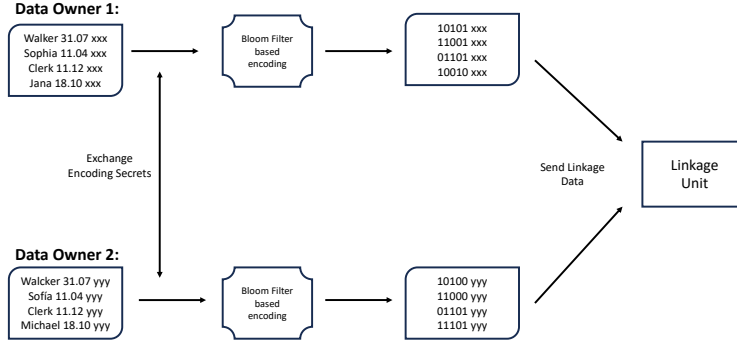 Data Owner 1:
Walker 31.07 xxx
Sophia 11.04 xxx
Clerk 11.12 xxx
Jana 18.10 xxx
Bloom Filter
based
encoding
10101 xxx
11001 xxx
01101 xxx
10010 xxx
Exchange
Encoding Secrets
Send Linkage
Data
Linkage
Unit
Data Owner 2:
Walcker 31.07 yyy
Sofía 11.04 yyy
Clerk 11.12 yyy
Michael 18.10 yyy
Bloom Filter
based
encoding
10100 yyy
11000 yyy
01101 yyy
11101 yyy